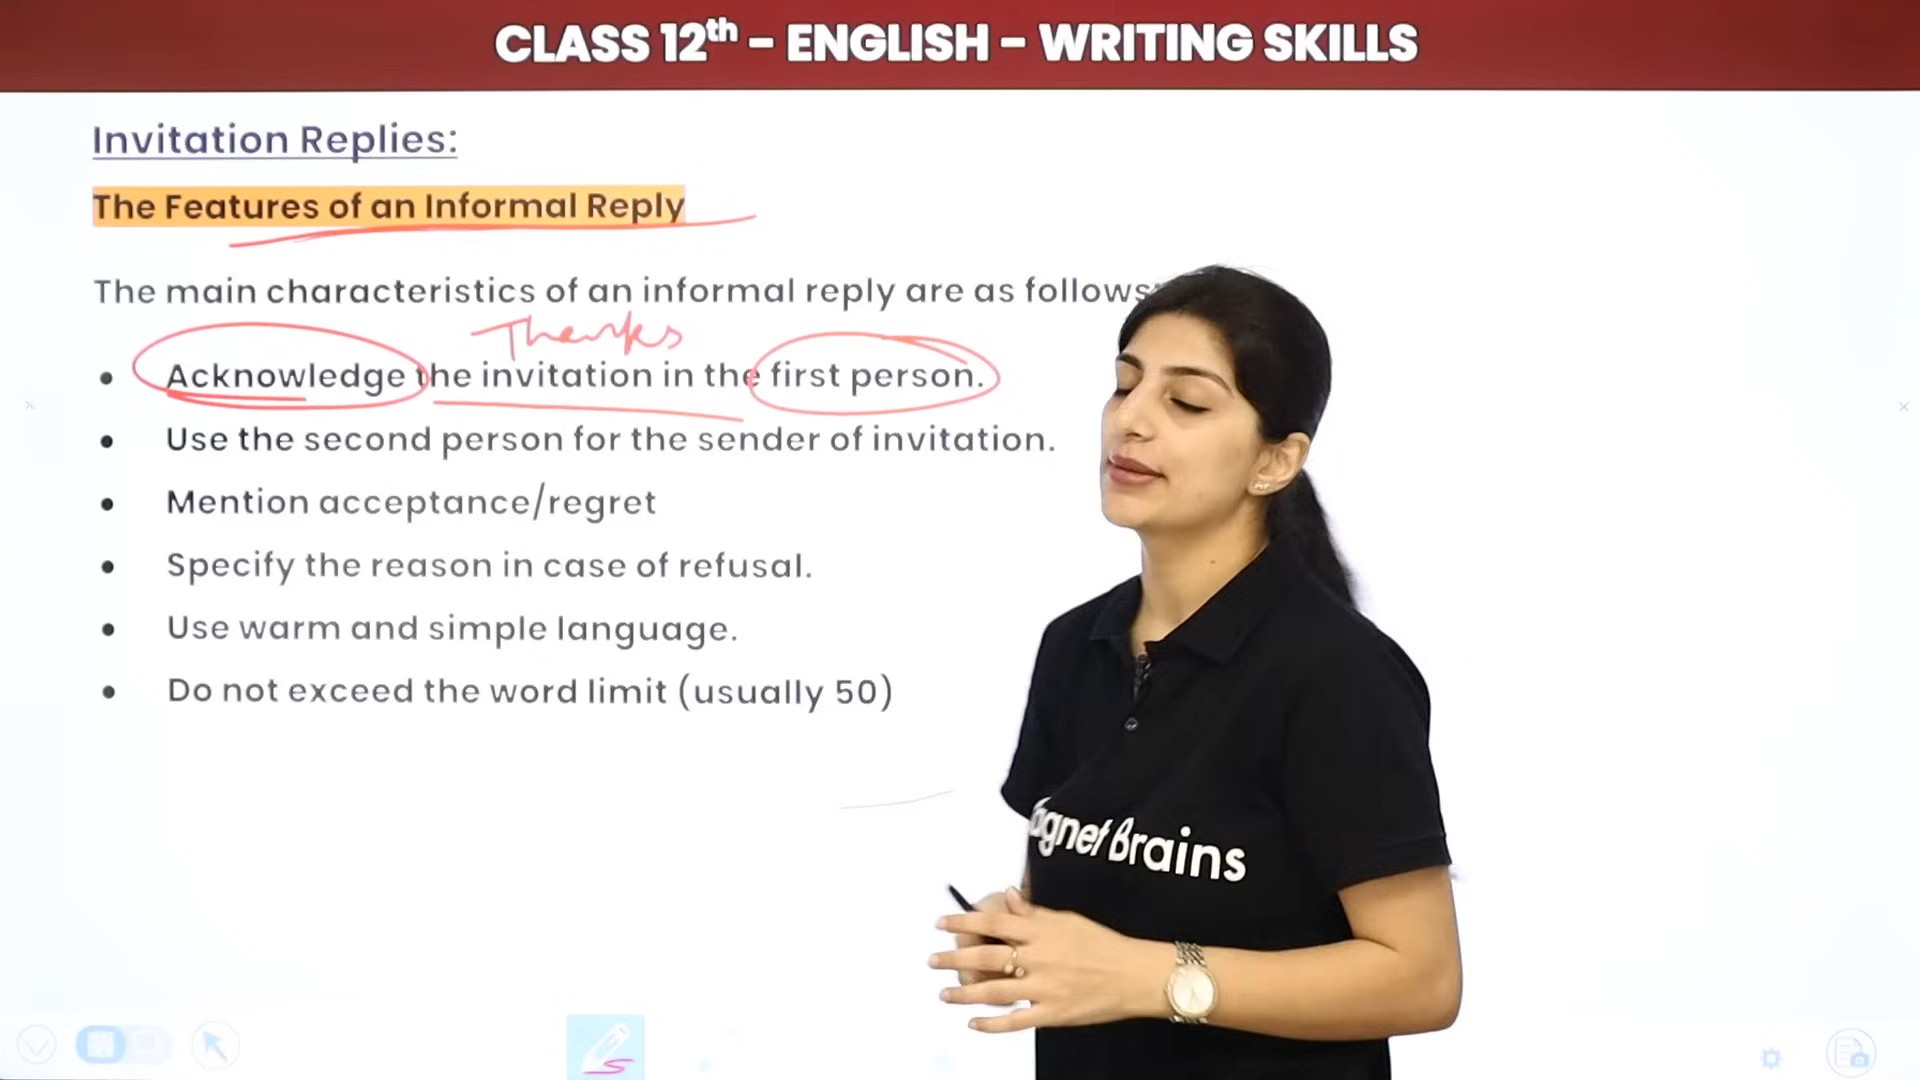 CLASS 12th – ENGLISH – WRITING SKILLS
Invitation Replies:
The Features of an Informal Reply
The main characteristics of an informal reply are as follows
Thanks
• Acknowledge the invitation in the first person.
• Use the second person for the sender of invitation.
• Mention acceptance/regret
• Specify the reason in case of refusal.
• Use warm and simple language.
• Do not exceed the word limit (usually 50)
agnet Brains